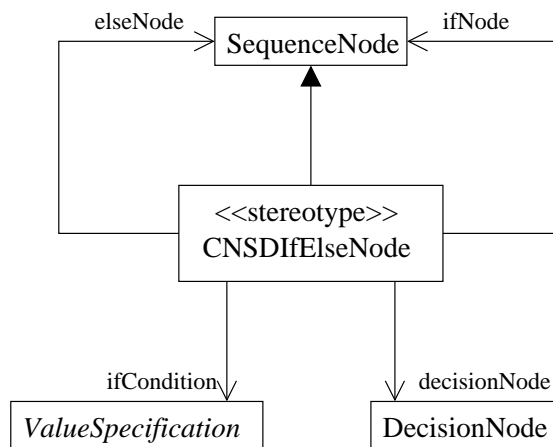 elseNode
ifNode
SequenceNode
<<stereotype>>
CNSDIfElseNode
ifCondition
decisionNode
ValueSpecification
DecisionNode